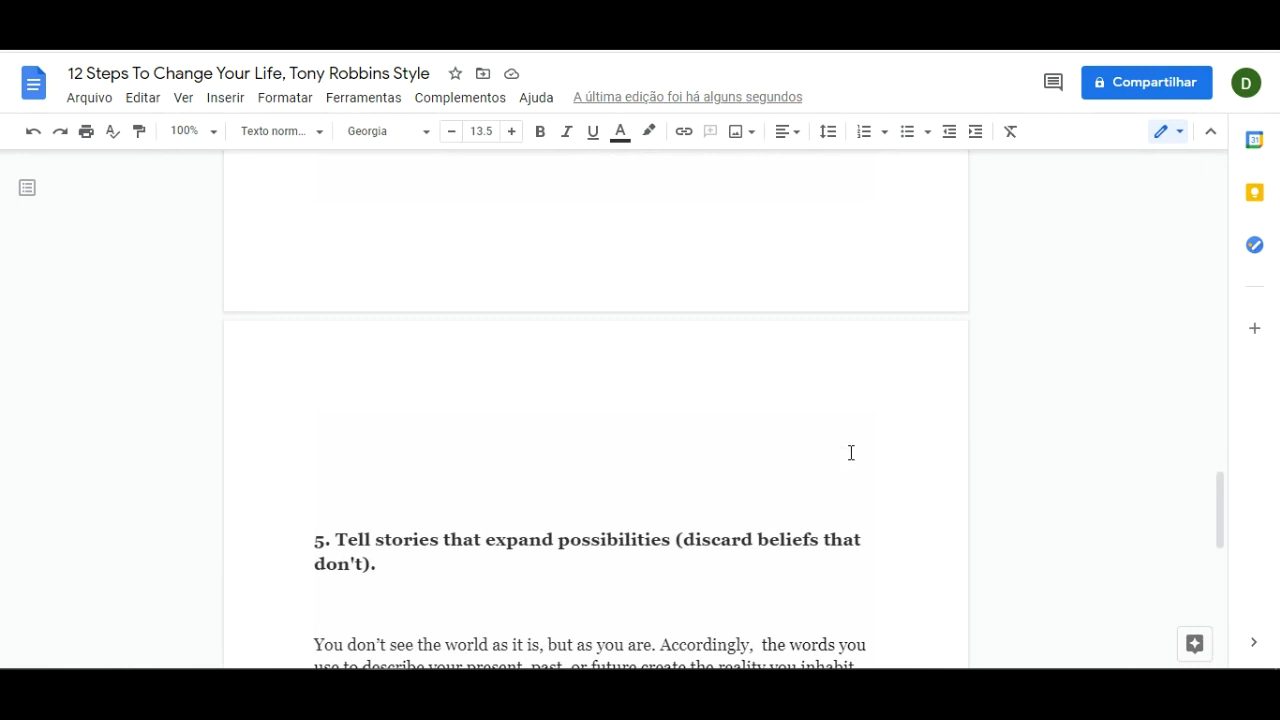 12 Steps To Change Your Life, Tony Robbins Style
Arquivo Editar Ver Inserir Formatar Ferramentas Complementos Ajuda A última edição foi há alguns segundos
Compartilhar
D
100% Texto norm... Georgia 13.5 B I U A
31
5. Tell stories that expand possibilities (discard beliefs that
don't).
You don’t see the world as it is, but as you are. Accordingly,  the words you
use to describe your present, past, or future create the reality you inhabit.